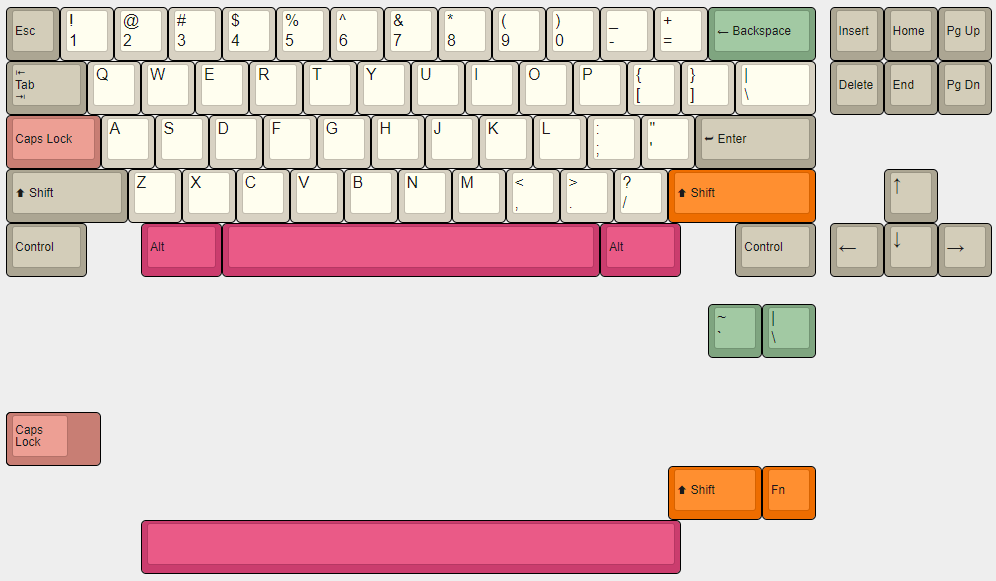 Esc ! @ # $ % ^ & * ( ) _ + ← Backspace Insert Home Pg Up
1 2 3 4 5 6 7 8 9 0 - =
⇤ Tab ⇥ Q W E R T Y U I O P { } | Delete End Pg Dn
[ ] \
Caps Lock A S D F G H J K L : " Enter
; '
⬆ Shift Z X C V B N M < > ? ⬆ Shift ↑
, . /
Control Alt Alt Control ← ↓ →
~ |
` \
Caps
Lock
⬆ Shift Fn